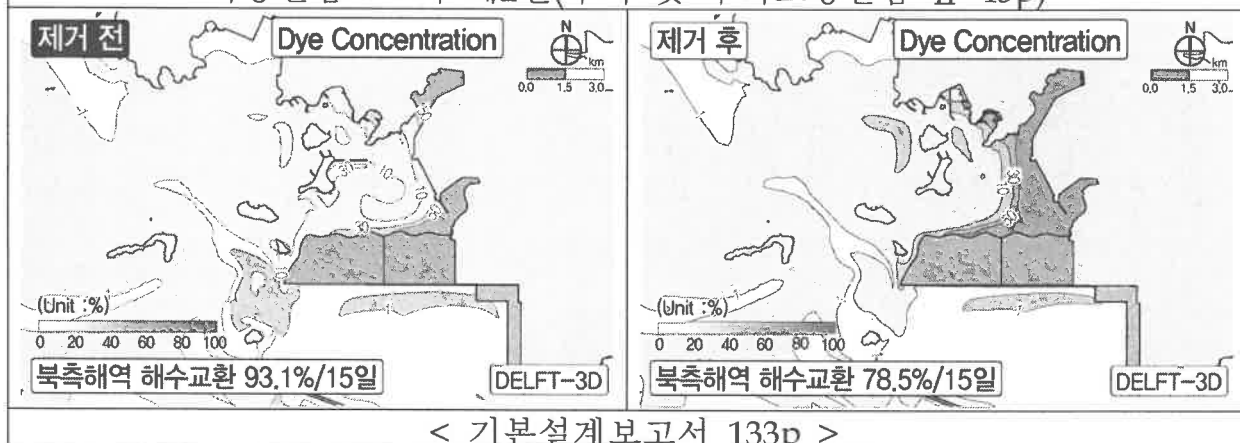 제거 전
Dye Concentration
N
km
0.0 1.5 3.0
10
10
(Unit :%)
0 20 40 60 80 100
북측해역 해수교환 93.1%/15일
DELFT-3D
제거 후
Dye Concentration
N
km
0.0 1.5 3.0
(Unit :%)
0 20 40 60 80 100
북측해역 해수교환 78.5%/15일
DELFT-3D
< 기본설계보고서 133p >